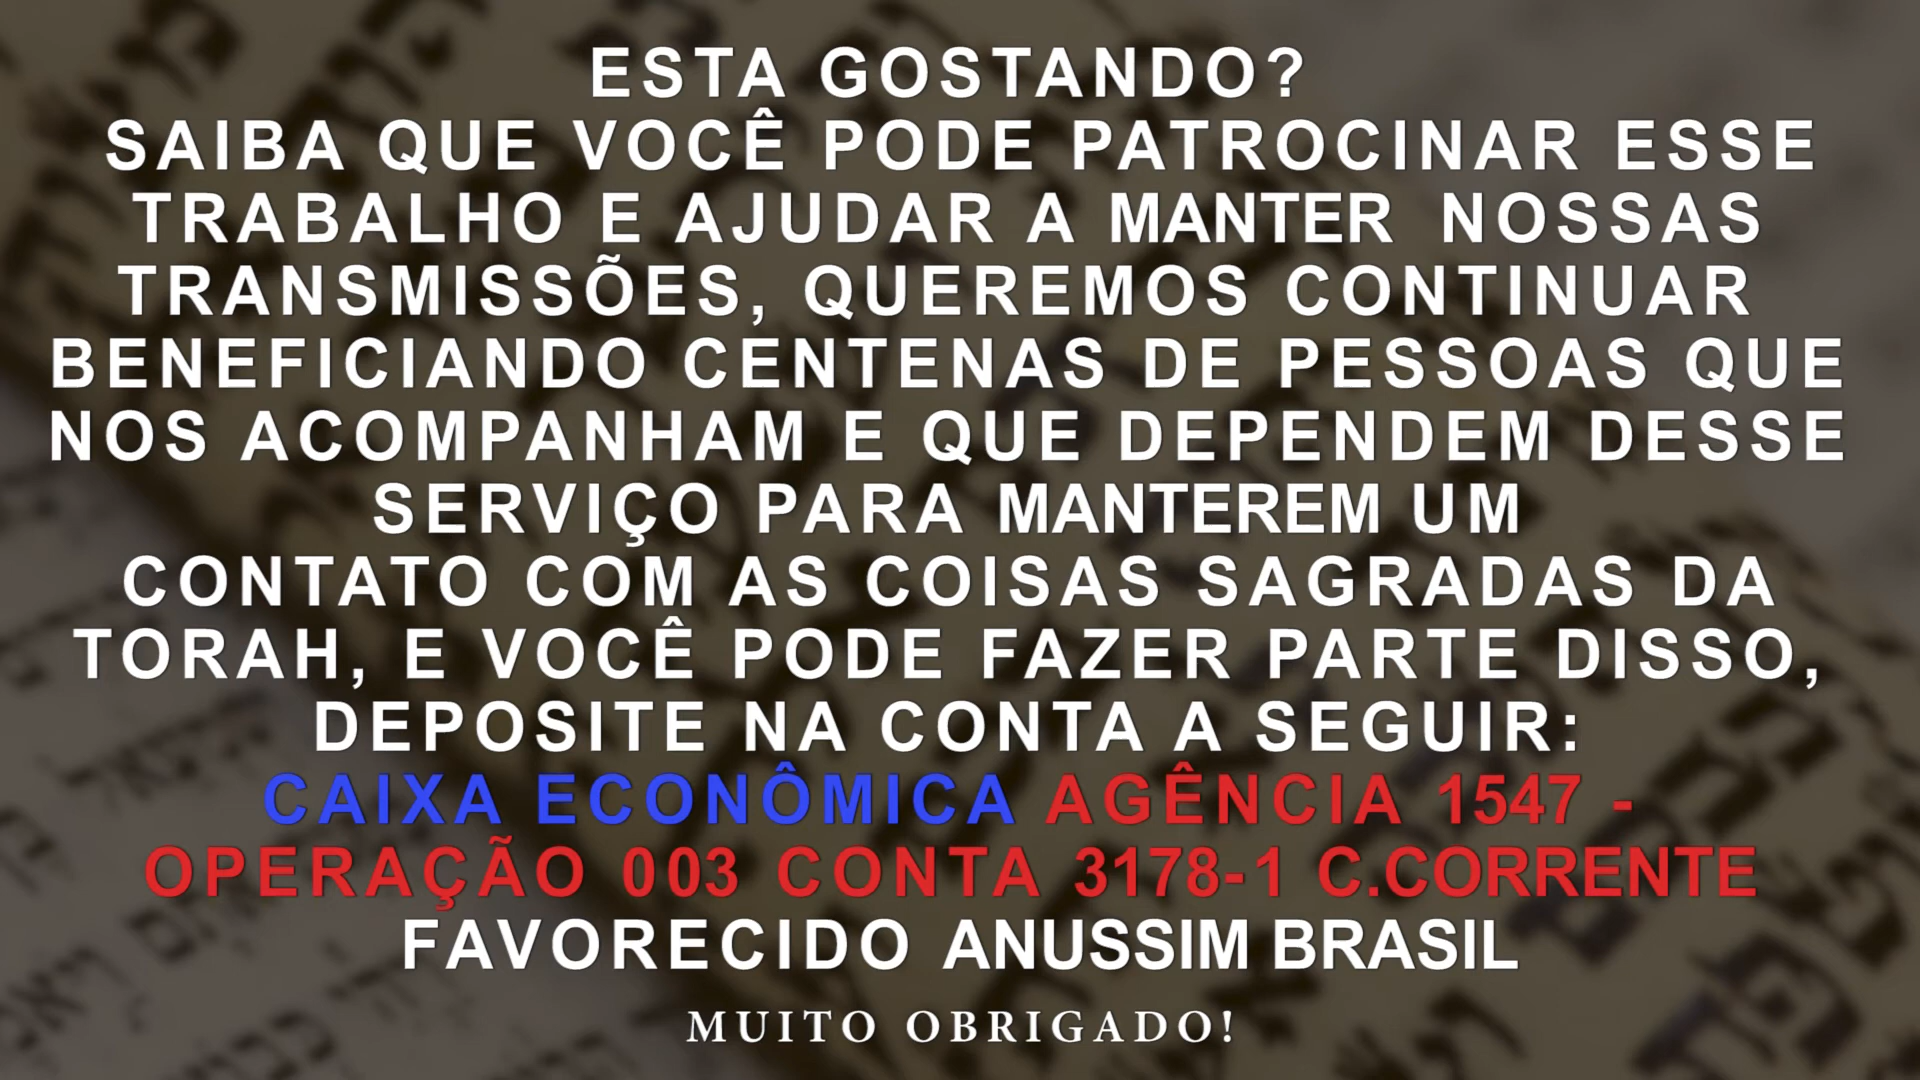 ESTA GOSTANDO?
SAIBA QUE VOCÊ PODE PATROCINAR ESSE
TRABALHO E AJUDAR A MANTER NOSSAS
TRANSMISSÕES, QUEREMOS CONTINUAR
BENEFICIANDO CENTENAS DE PESSOAS QUE
NOS ACOMPANHAM E QUE DEPENDEM DESSE
SERVIÇO PARA MANTEREM UM
CONTATO COM AS COISAS SAGRADAS DA
TORAH, E VOCÊ PODE FAZER PARTE DISSO,
DEPOSITE NA CONTA A SEGUIR:
CAIXA ECONÔMICA AGÊNCIA 1547 -
OPERAÇÃO 003 CONTA 3178-1 C.CORRENTE
FAVORECIDO ANUSSIM BRASIL
MUITO OBRIGADO!